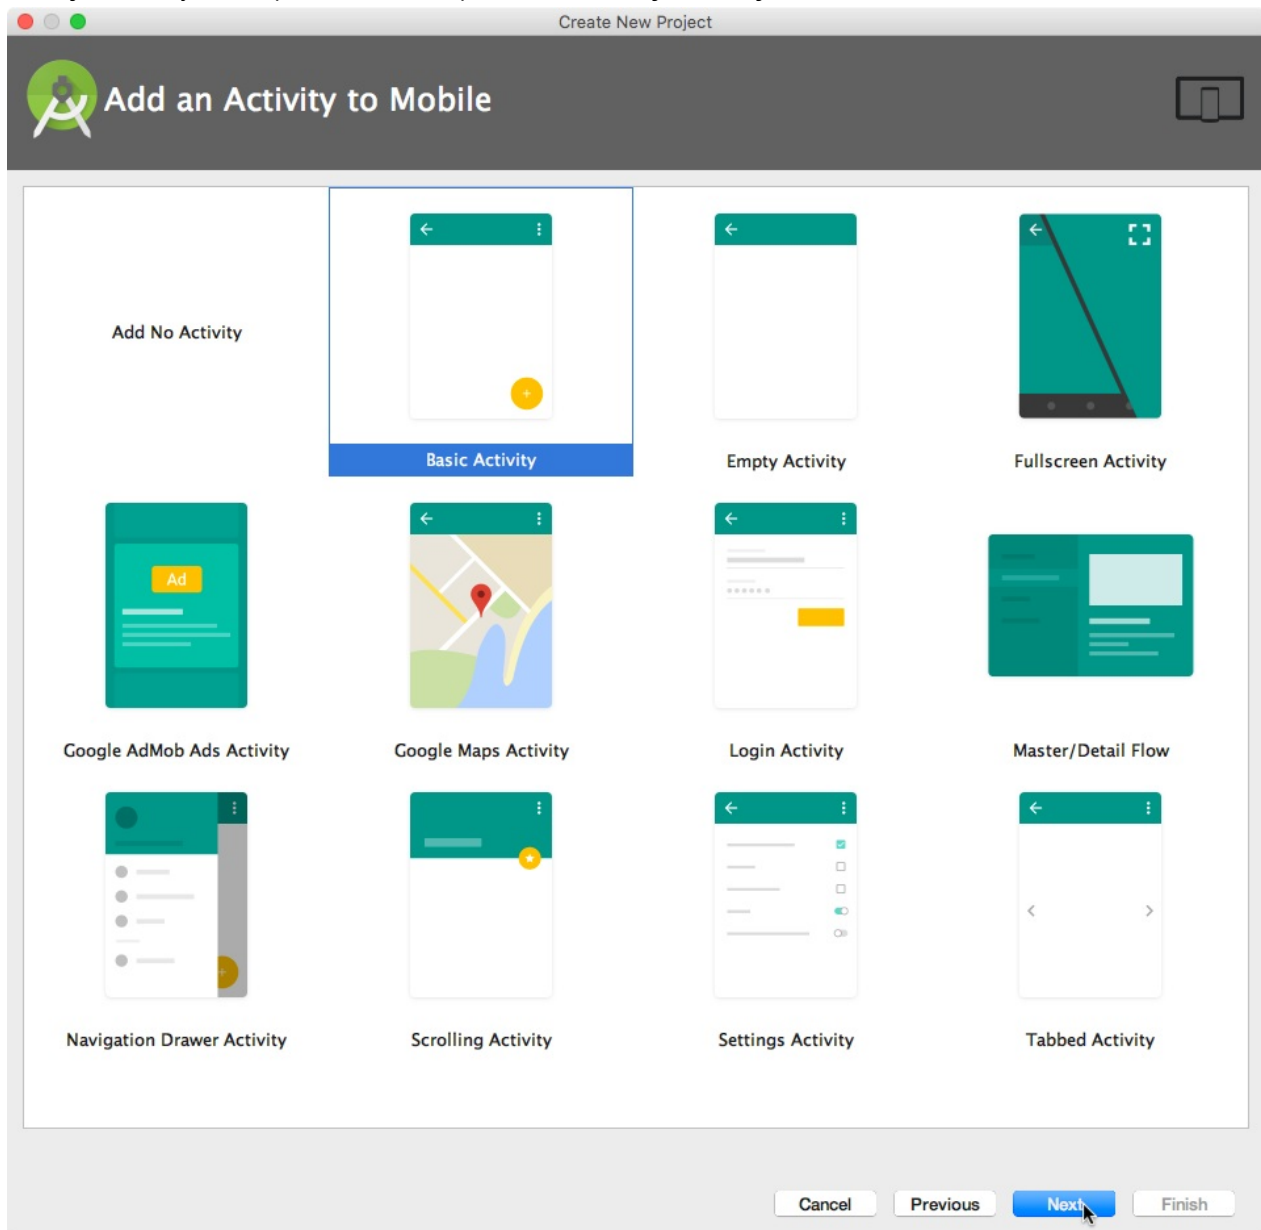 Create New Project
Add an Activity to Mobile
Add No Activity
Basic Activity
Empty Activity
Fullscreen Activity
Ad
Google AdMob Ads Activity
Google Maps Activity
Login Activity
Master/Detail Flow
Navigation Drawer Activity
Scrolling Activity
Settings Activity
Tabbed Activity
Cancel
Previous
Next
Finish